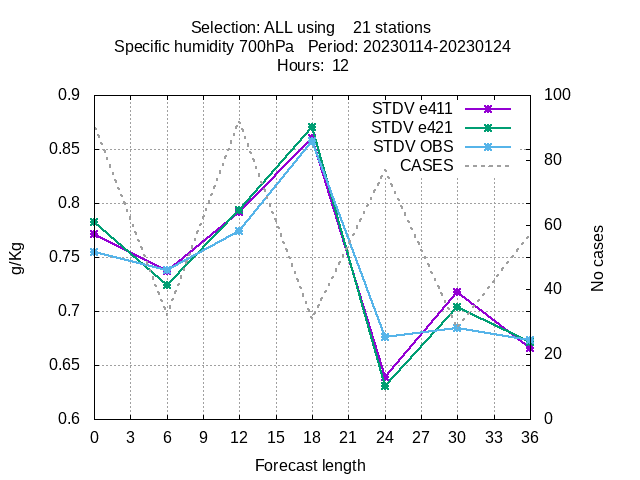 Selection: ALL using    21 stations
Specific humidity 700hPa   Period: 20230114-20230124
Hours:  12
0.9
0.85
0.8
0.75
0.7
0.65
0.6
g/Kg
STDV e411
STDV e421
STDV OBS
CASES
100
80
60
40
20
0
No cases
0 3 6 9 12 15 18 21 24 27 30 33 36
Forecast length